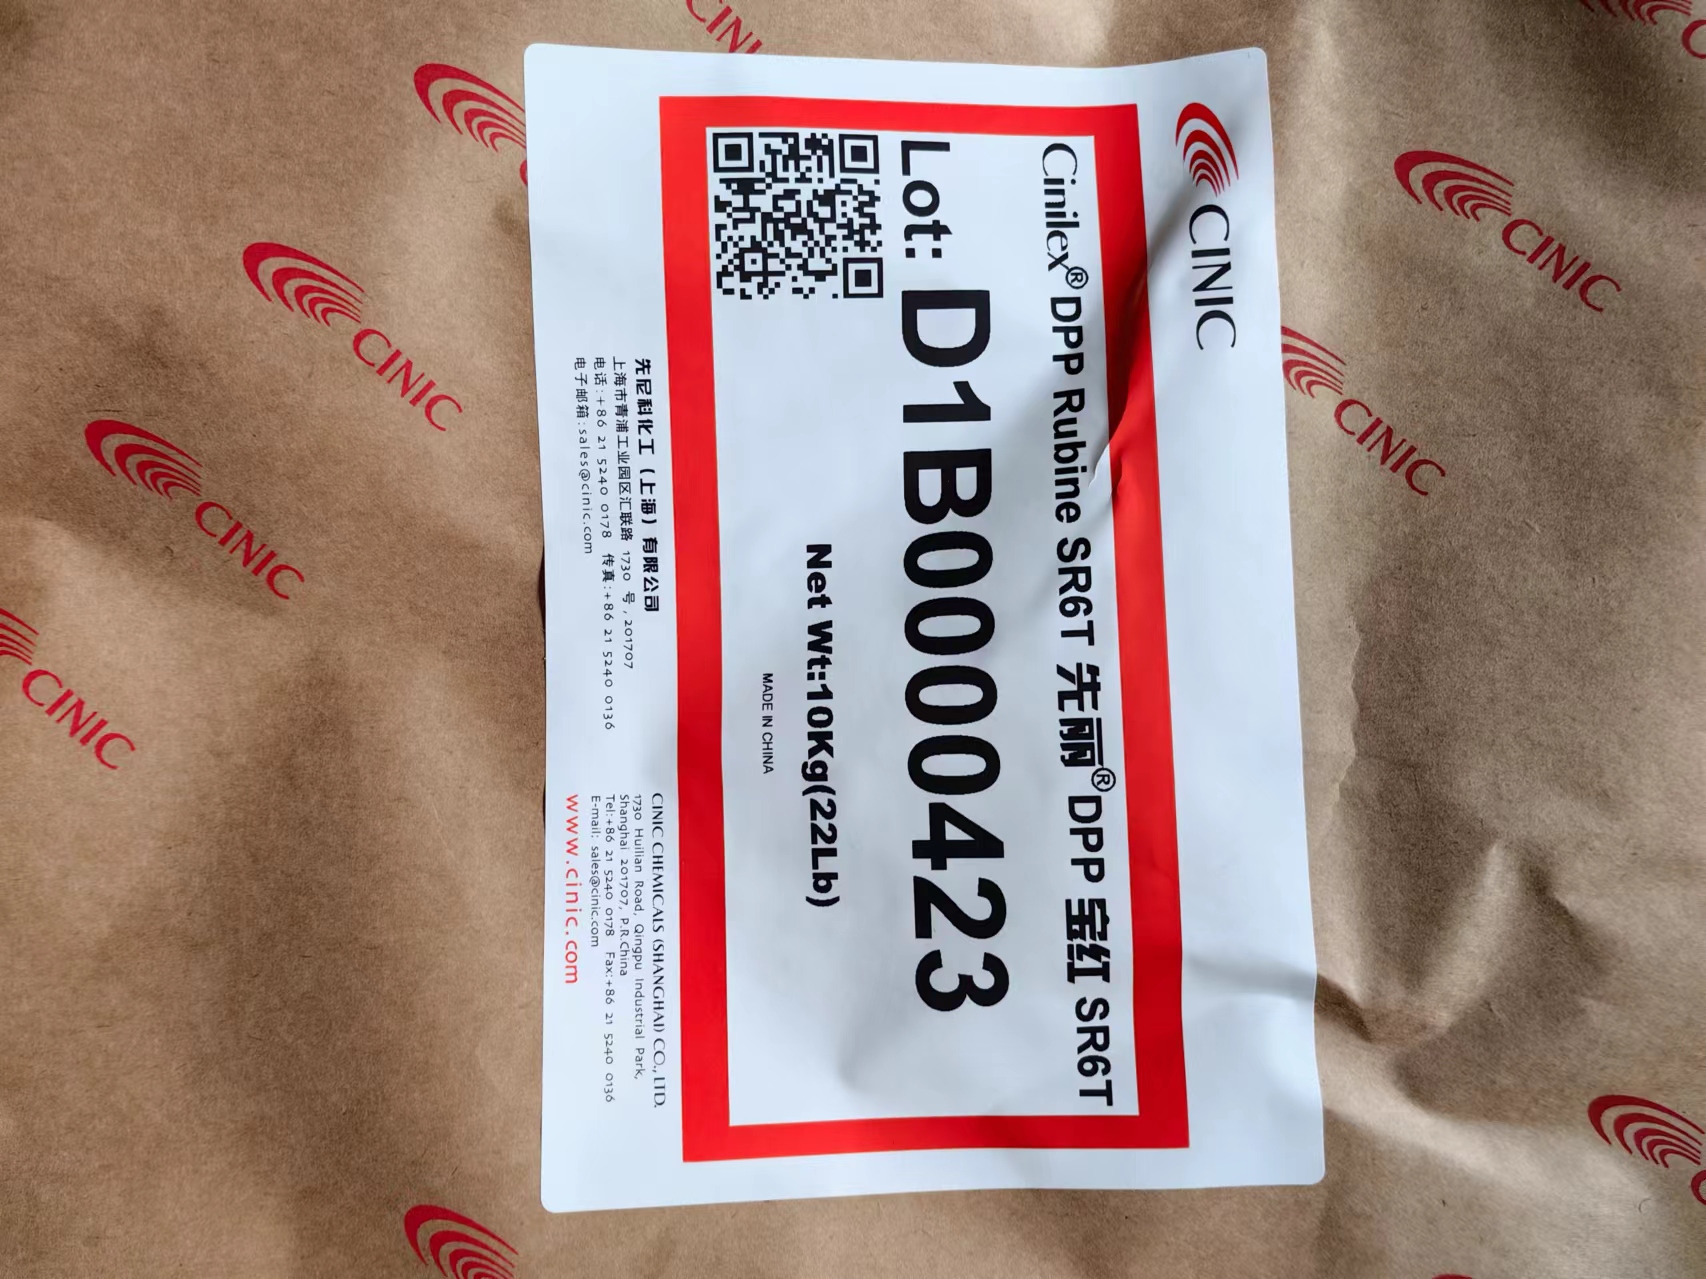 CINIC
Cinilex® DPP Rubine SR6T 先丽® DPP 宝红 SR6T
Lot: D1B0000423
Net Wt:10Kg(22Lb)
MADE IN CHINA
先尼科化工（上海）有限公司
上海市青浦工业园区汇联路 1730 号, 201707
电话:+86 21 5240 0178 传真:+86 21 5240 0136
电子邮箱:sales@cinic.com
CINIC CHEMICALS (SHANGHAI) CO., LTD.
1730 Huilian Road, Qingpu Industrial Park,
Shanghai 201707, P.R.China
Tel:+86 21 5240 0178 Fax:+86 21 5240 0136
E-mail: sales@cinic.com
www.cinic.com
CINIC
CINIC
CINIC
CINIC
CINIC
CINIC
CINIC